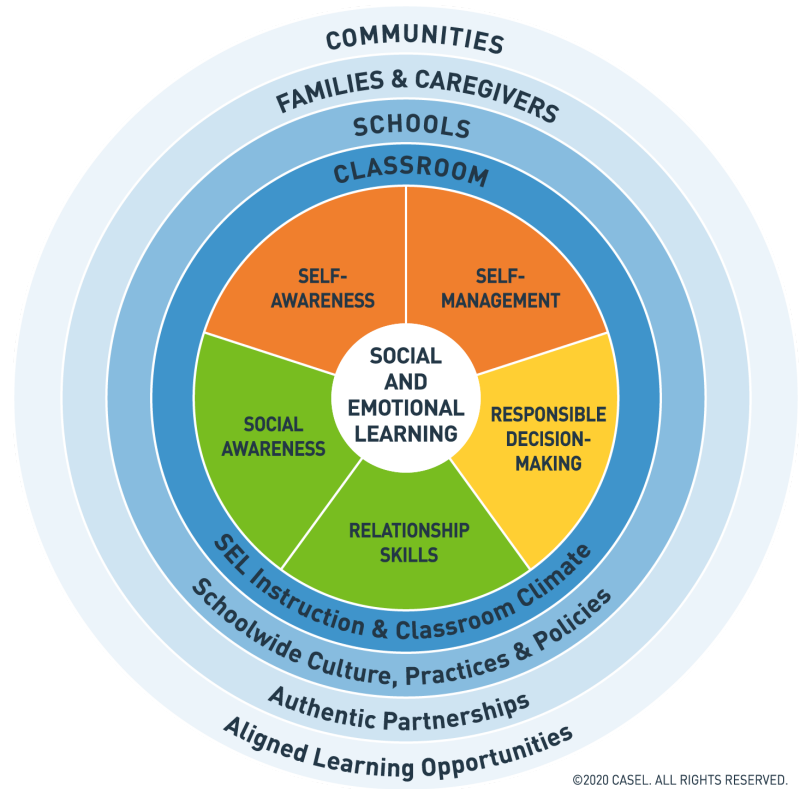 COMMUNITIES
FAMILIES & CAREGIVERS
SCHOOLS
CLASSROOM
SELF-
AWARENESS
SELF-
MANAGEMENT
SOCIAL
AND
EMOTIONAL
LEARNING
SOCIAL
AWARENESS
RESPONSIBLE
DECISION-
MAKING
RELATIONSHIP
SKILLS
SEL Instruction & Classroom Climate
Schoolwide Culture, Practices & Policies
Authentic Partnerships
Aligned Learning Opportunities
©2020 CASEL. ALL RIGHTS RESERVED.